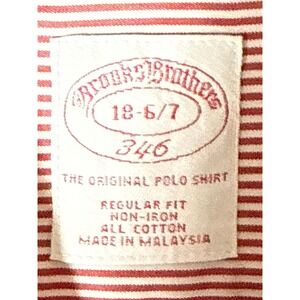 Brooks Brothers
18-6/7
346
THE ORIGINAL POLO SHIRT
REGULAR FIT
NON-IRON
ALL COTTON
MADE IN MALAYSIA